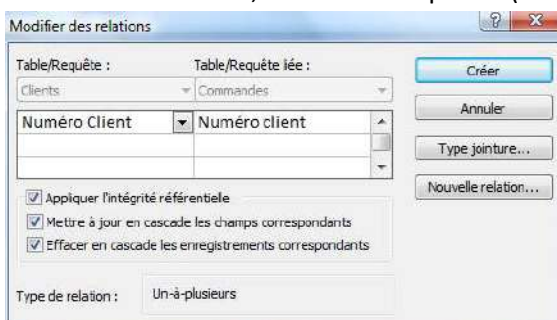 Modifier des relations
Table/Requête : Table/Requête liée :
Clients Commandes
Numéro Client Numéro client
Appliquer l'intégrité référentielle
Mettre à jour en cascade les champs correspondants
Effacer en cascade les enregistrements correspondants
Type de relation : Un-à-plusieurs
Créer
Annuler
Type jointure...
Nouvelle relation...